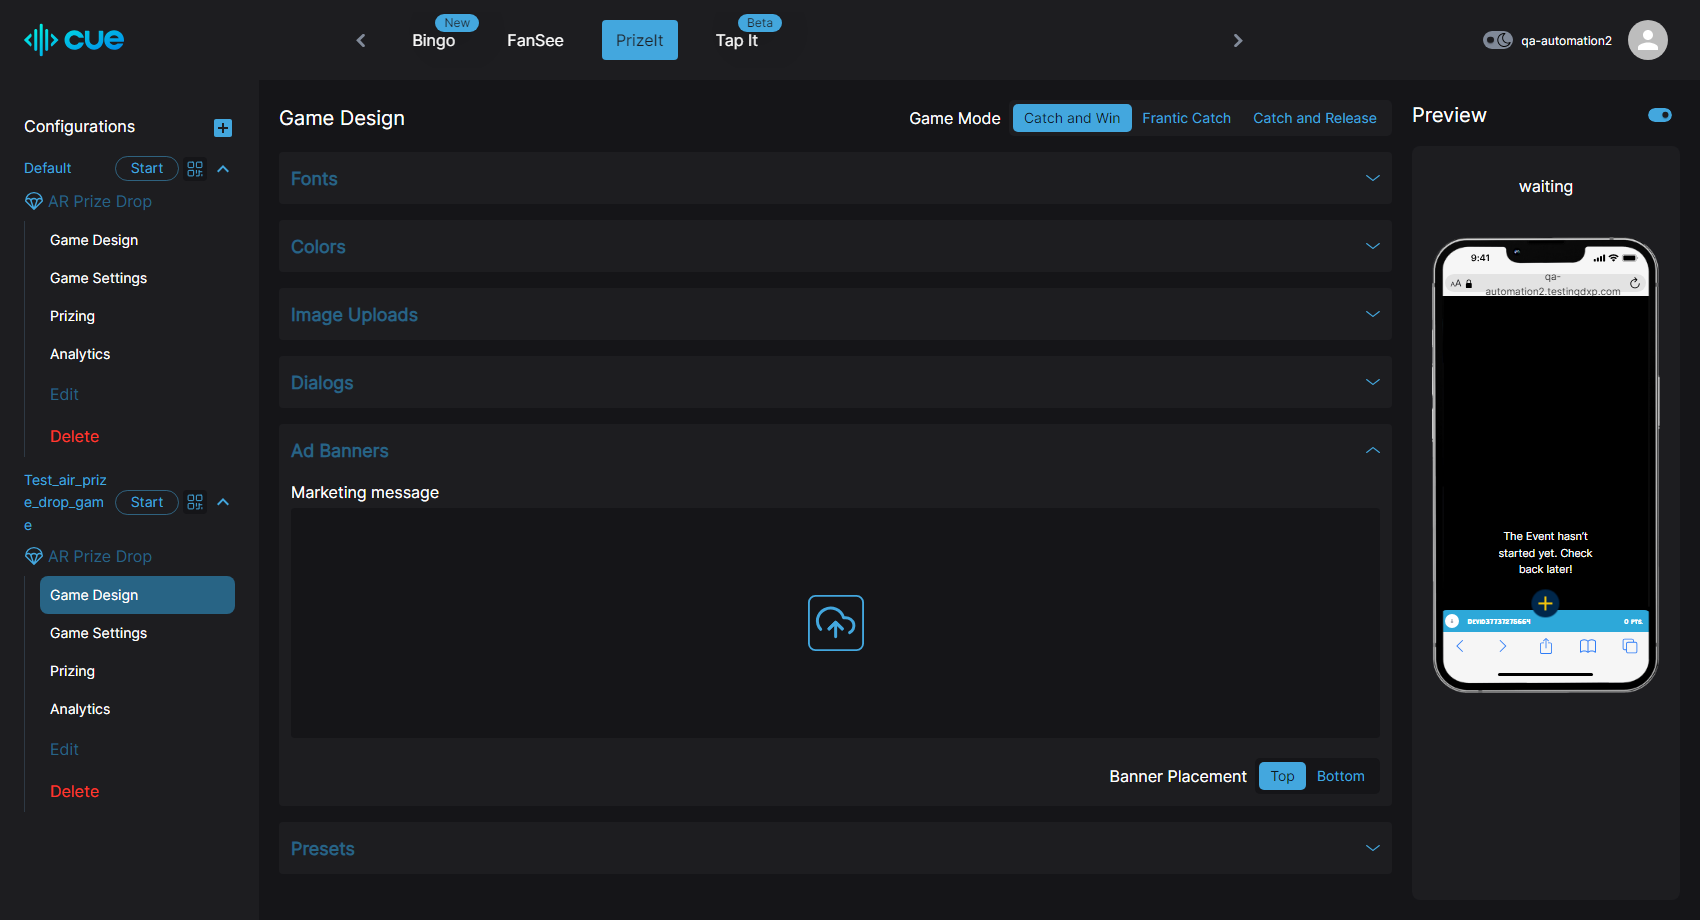 cue
New
Bingo
FanSee
PrizeIt
Beta
Tap It
qa-automation2
Configurations
Default
Start
AR Prize Drop
Game Design
Game Settings
Prizing
Analytics
Edit
Delete
Test_air_priz
e_drop_gam
e
Start
AR Prize Drop
Game Design
Game Settings
Prizing
Analytics
Edit
Delete
Game Design
Game Mode
Catch and Win
Frantic Catch
Catch and Release
Fonts
Colors
Image Uploads
Dialogs
Ad Banners
Marketing message
Banner Placement
Top
Bottom
Presets
Preview
waiting
9:41
AA
qa-
automation2.testingdxp.com
The Event hasn't
started yet. Check
back later!
0 PTS.